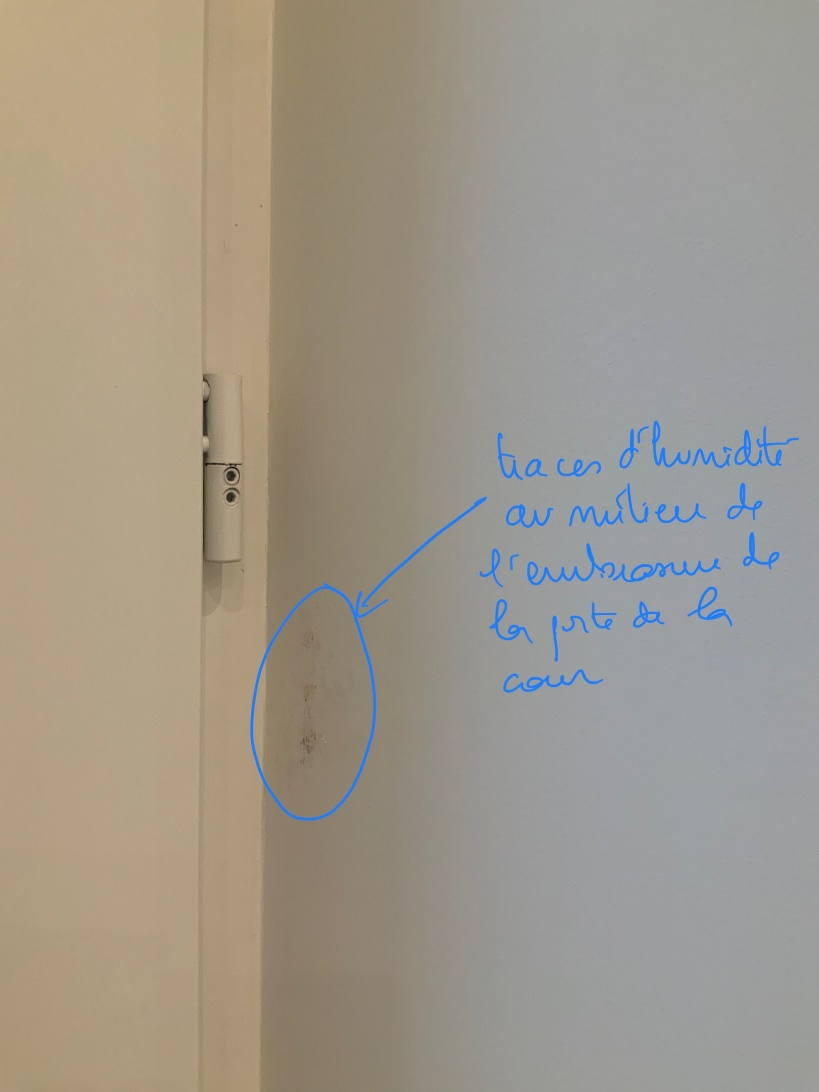 traces d'humidité
au milieu de
l'embrasure de
la porte de la
cour